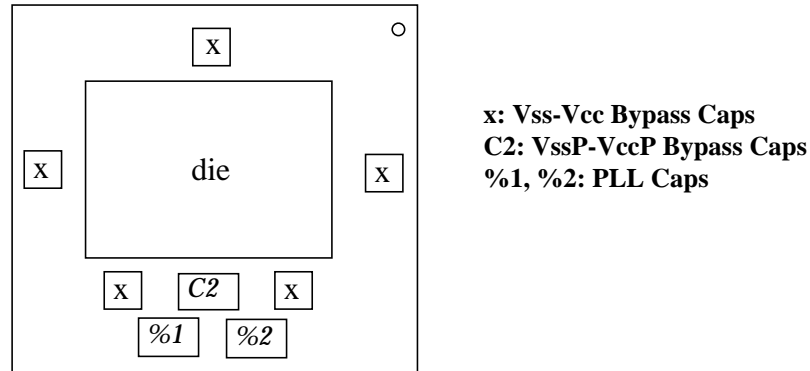 x
x: Vss-Vcc Bypass Caps
C2: VssP-VccP Bypass Caps
%1, %2: PLL Caps
x die x
x C2 x
%1 %2